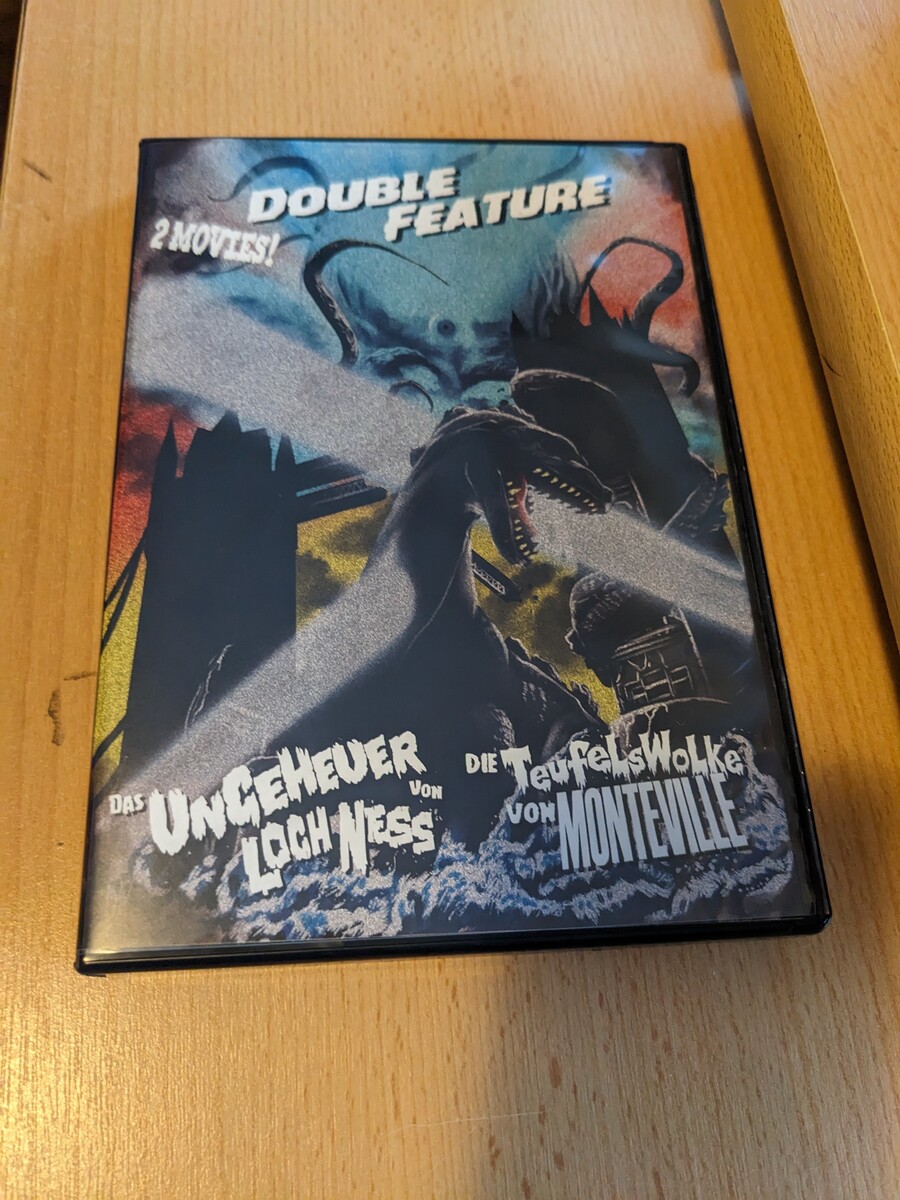 DOUBLE
FEATURE
2 MOVIES!
DAS UNGEHEUER VON
LOCH NESS
DIE TEUFELSWOLKE
VON MONTEVILLE